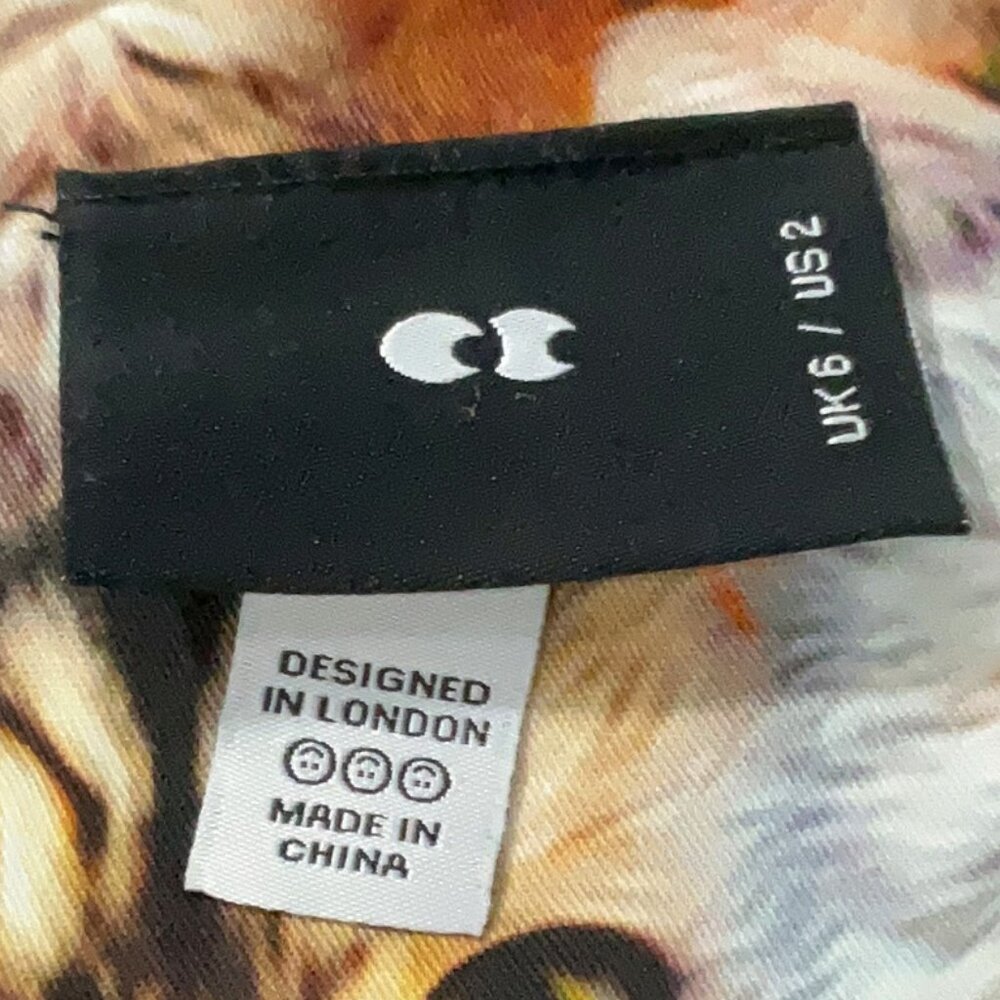 UK 6 / US 2
DESIGNED
IN LONDON
MADE IN
CHINA